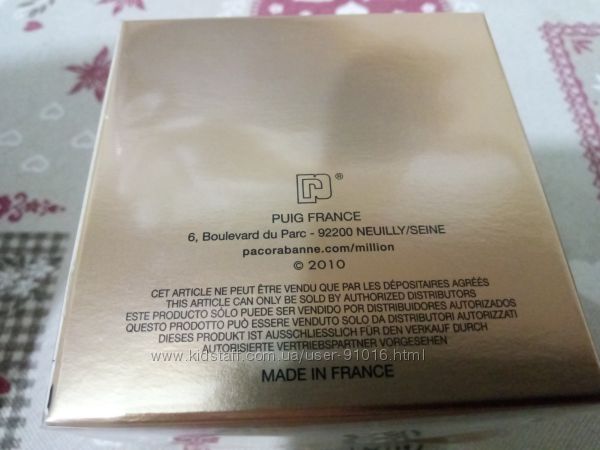 ®
PUIG FRANCE
6, Boulevard du Parc - 92200 NEUILLY/SEINE
pacorabanne.com/million
© 2010
CET ARTICLE NE PEUT ÊTRE VENDU QUE PAR LES DÉPOSITAIRES AGRÉÉS
THIS ARTICLE CAN ONLY BE SOLD BY AUTHORIZED DISTRIBUTORS
ESTE PRODUCTO SÓLO PUEDE SER VENDIDO POR DISTRIBUIDORES AUTORIZADOS
QUESTO PRODOTTO PUÒ ESSERE VENDUTO SOLO DA DISTRIBUTORI AUTORIZZATI
DIESES PRODUKT IST AUSSCHLIESSLICH FÜR DEN VERKAUF DURCH
AUTORISIERTE VERTRIEBSPARTNER VORGESEHEN
www.kidstaff.com.ua/user-91016.html
MADE IN FRANCE